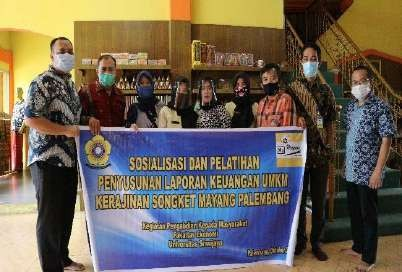 SOSIALISASI DAN PELATIHAN
PENYUSUNAN LAPORAN KEUANGAN UMKM
KERAJINAN SONGKET MAYANG PALEMBANG
Kegiatan Pengabdian Kepada Masyarakat
Fakultas Ekonomi
Universitas Sriwijaya